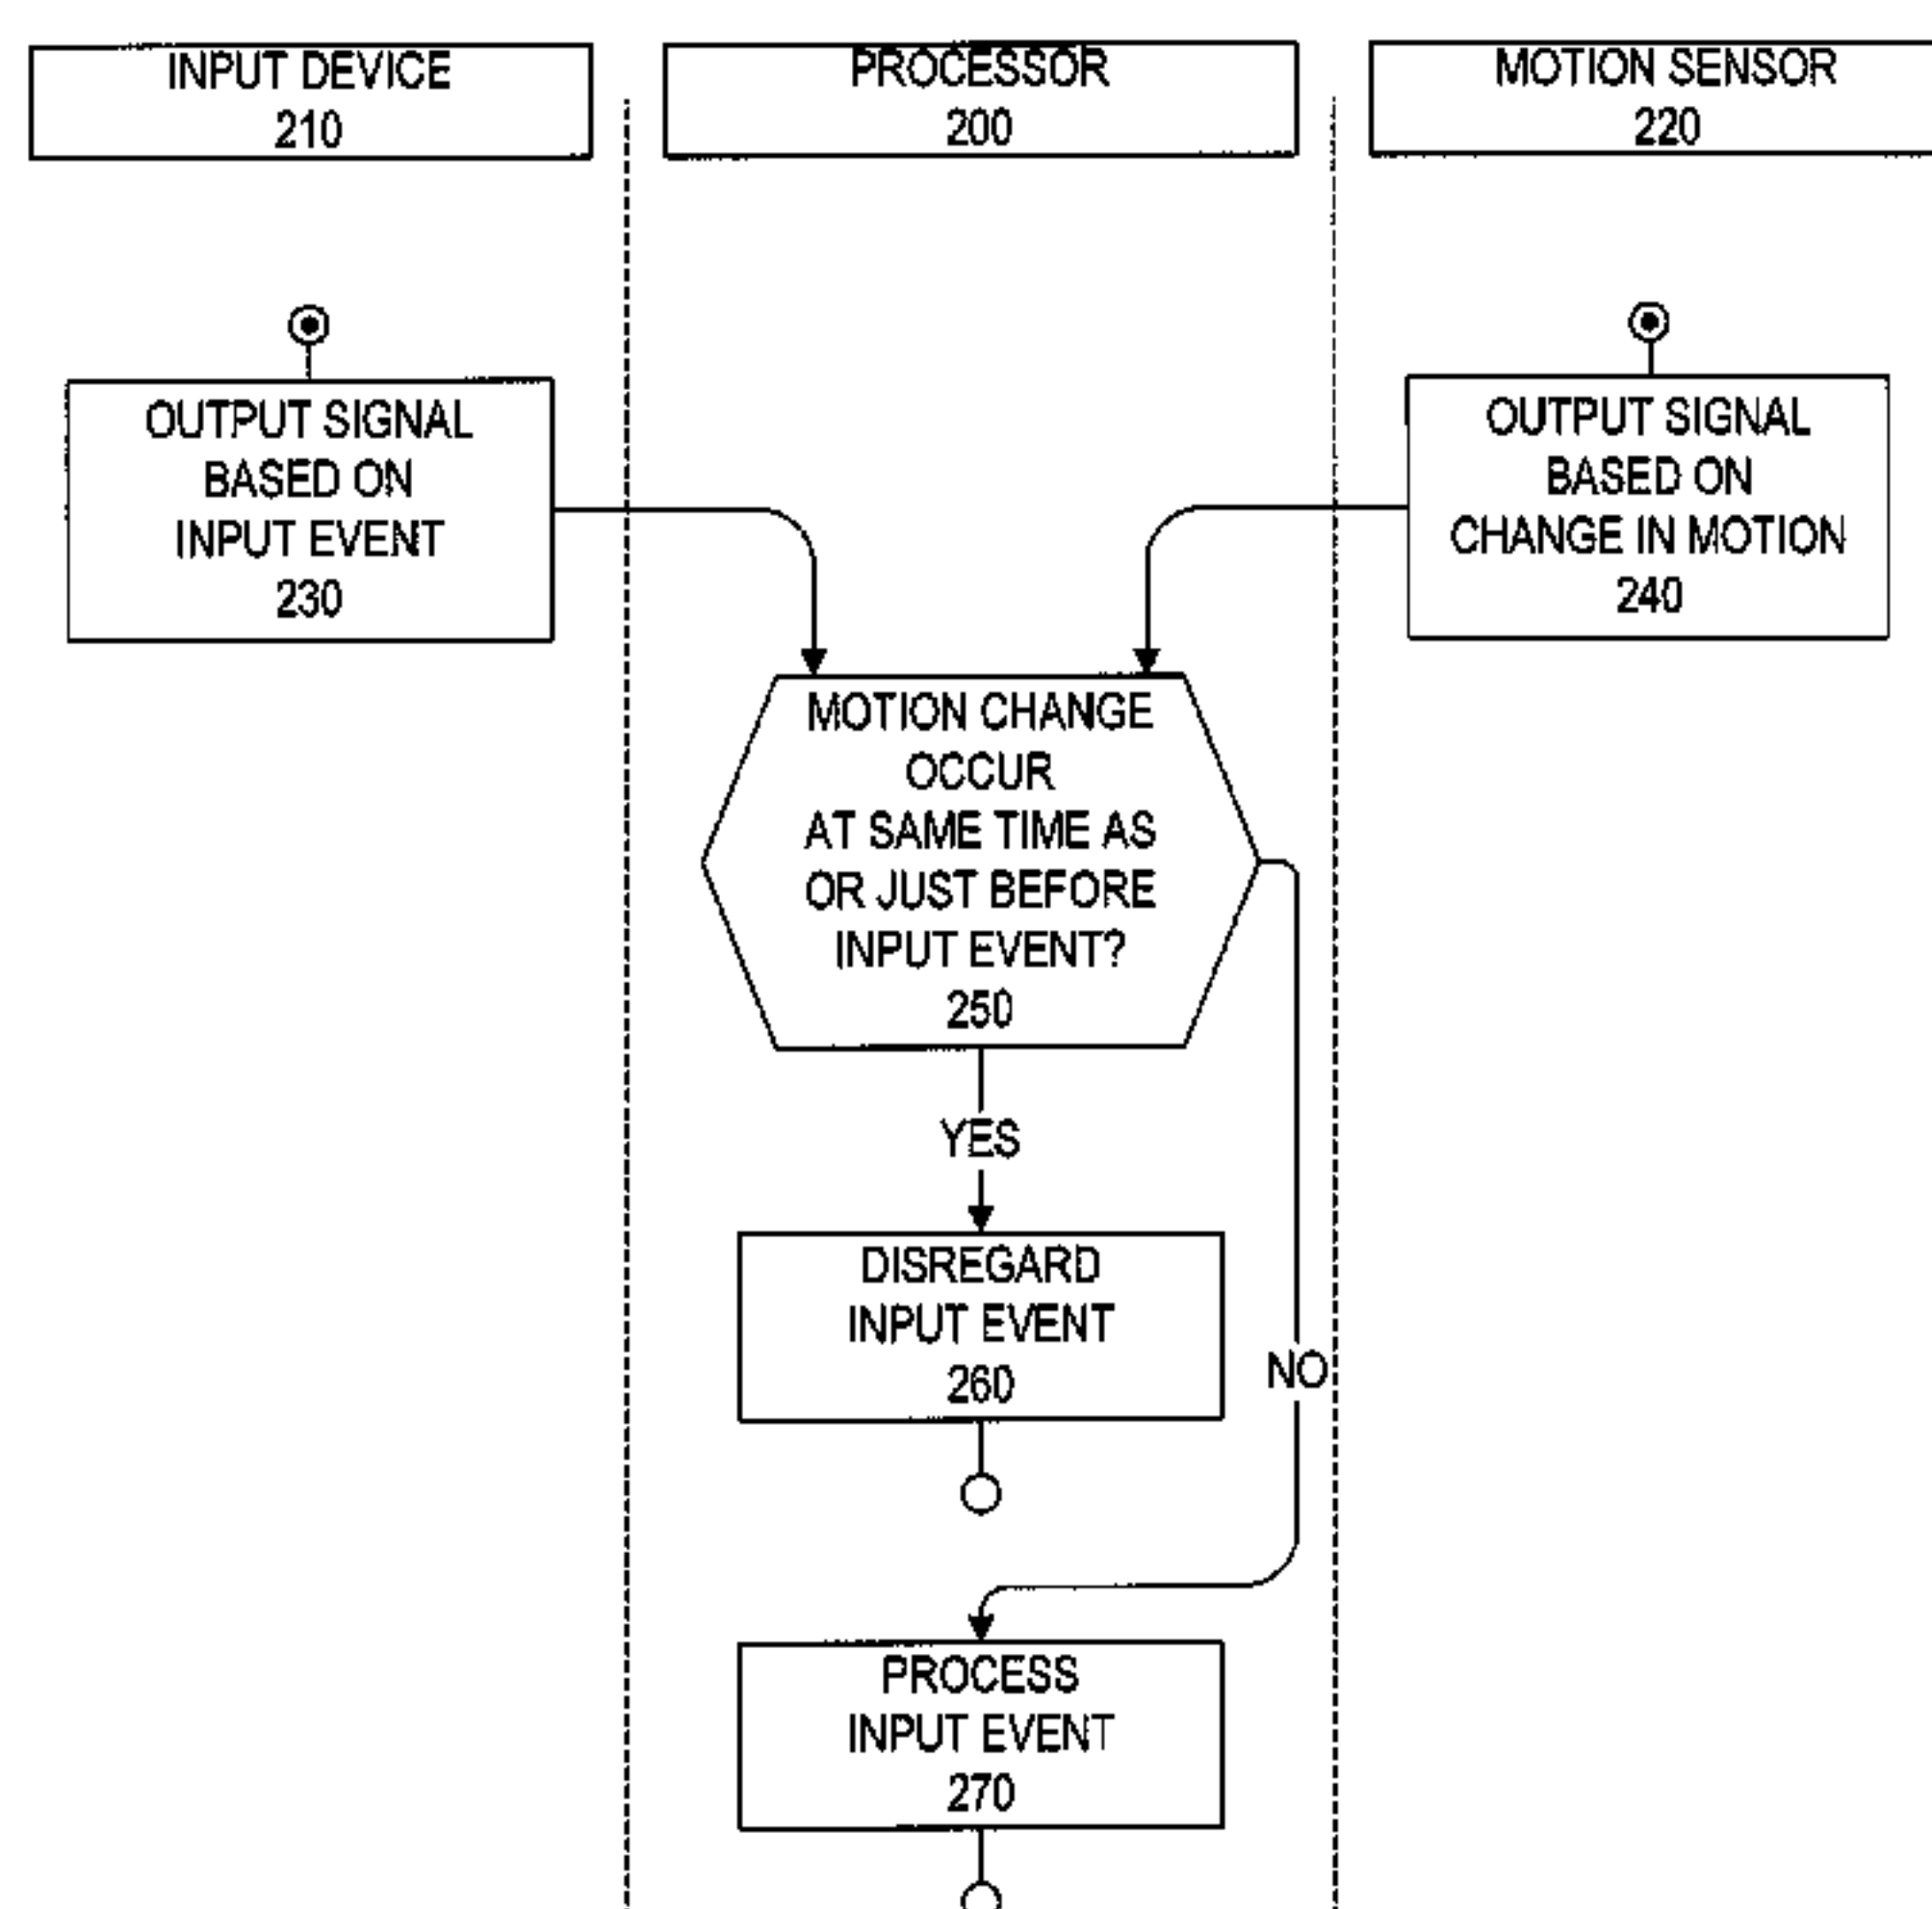 INPUT DEVICE
210
PROCESSOR
200
MOTION SENSOR
220
OUTPUT SIGNAL
BASED ON
INPUT EVENT
230
OUTPUT SIGNAL
BASED ON
CHANGE IN MOTION
240
MOTION CHANGE
OCCUR
AT SAME TIME AS
OR JUST BEFORE
INPUT EVENT?
250
YES
DISREGARD
INPUT EVENT
260
NO
PROCESS
INPUT EVENT
270